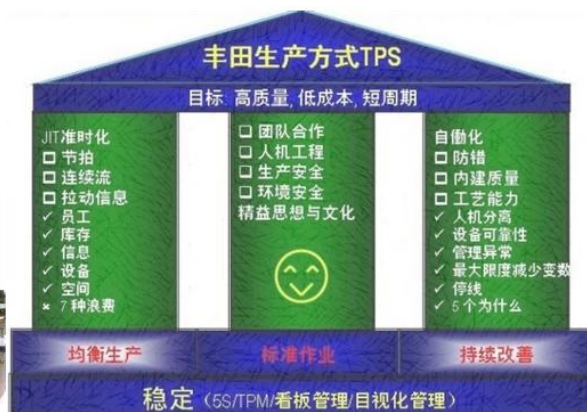 丰田生产方式TPS
目标: 高质量, 低成本, 短周期
JIT准时化
□ 节拍
□ 连续流
□ 拉动信息
✓ 员工
✓ 库存
✓ 信息
✓ 设备
✓ 空间
× 7 种浪费
□ 团队合作
□ 人机工程
□ 生产安全
□ 环境安全
精益思想与文化
自働化
□ 防错
□ 内建质量
□ 工艺能力
✓ 人机分离
✓ 设备可靠性
✓ 管理异常
✓ 最大限度减少变数
✓ 停线
✓ 5 个为什么
均衡生产
标准作业
持续改善
稳定（5S/TPM/看板管理/目视化管理）